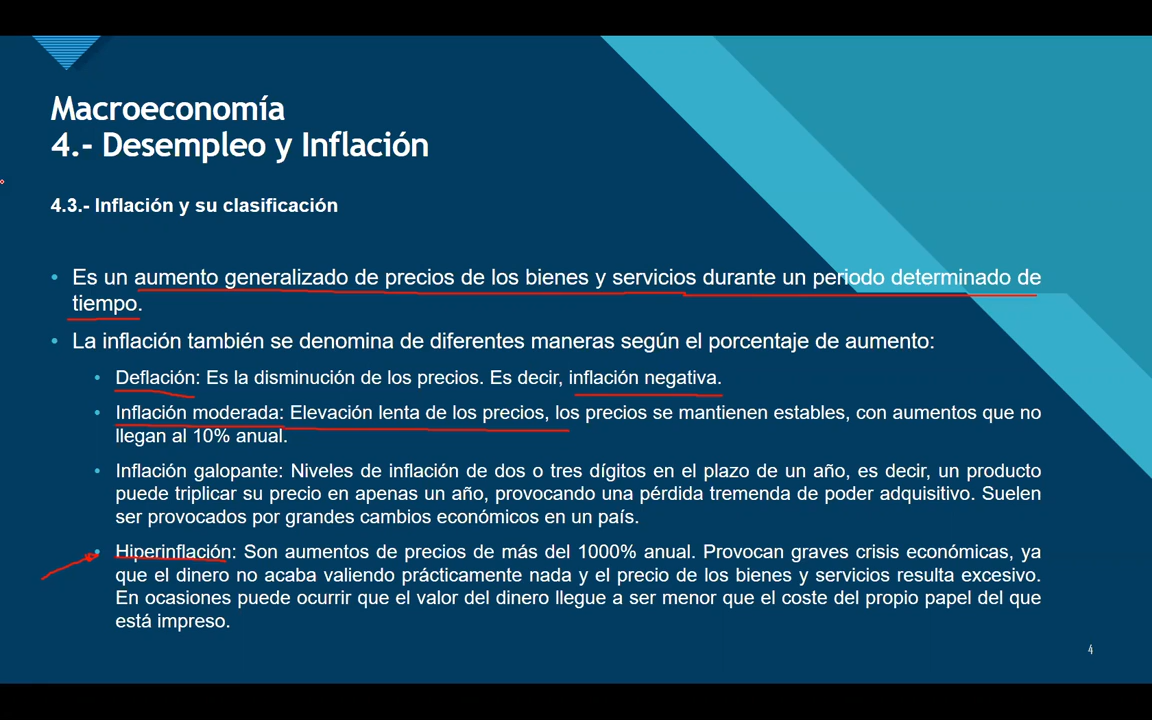 Macroeconomía
4.- Desempleo y Inflación
4.3.- Inflación y su clasificación
• Es un aumento generalizado de precios de los bienes y servicios durante un periodo determinado de
tiempo.
• La inflación también se denomina de diferentes maneras según el porcentaje de aumento:
• Deflación: Es la disminución de los precios. Es decir, inflación negativa.
• Inflación moderada: Elevación lenta de los precios, los precios se mantienen estables, con aumentos que no
llegan al 10% anual.
• Inflación galopante: Niveles de inflación de dos o tres dígitos en el plazo de un año, es decir, un producto
puede triplicar su precio en apenas un año, provocando una pérdida tremenda de poder adquisitivo. Suelen
ser provocados por grandes cambios económicos en un país.
• Hiperinflación: Son aumentos de precios de más del 1000% anual. Provocan graves crisis económicas, ya
que el dinero no acaba valiendo prácticamente nada y el precio de los bienes y servicios resulta excesivo.
En ocasiones puede ocurrir que el valor del dinero llegue a ser menor que el coste del propio papel del que
está impreso.
4